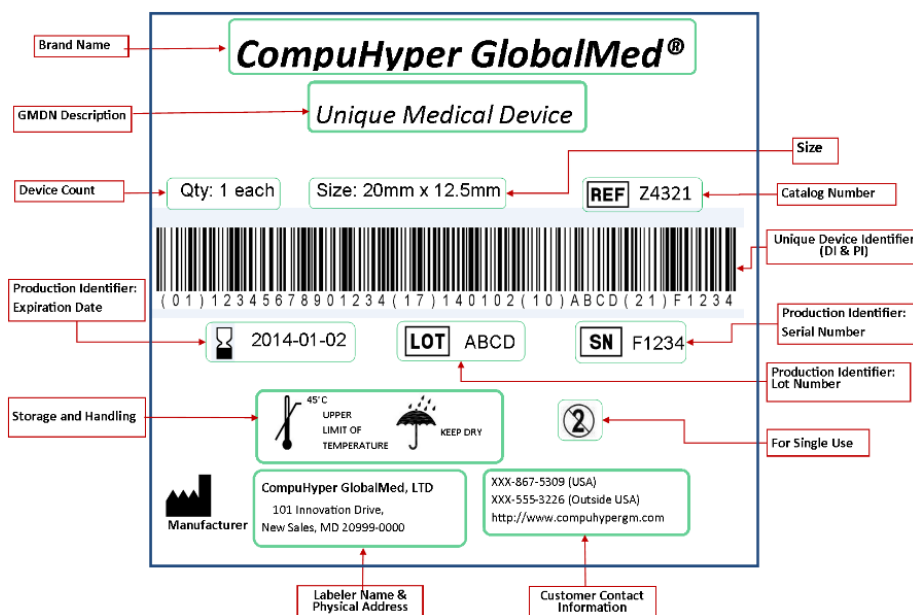 Brand Name
CompuHyper GlobalMed®
GMDN Description
Unique Medical Device
Size
Device Count
Qty: 1 each
Size: 20mm x 12.5mm
REF Z4321
Catalog Number
Unique Device Identifier
(DI & PI)
(01)12345678901234(17)140102(10)ABCD(21)F1234
Production Identifier:
Expiration Date
2014-01-02
LOT ABCD
SN F1234
Production Identifier:
Serial Number
Production Identifier:
Lot Number
Storage and Handling
45°C
UPPER
LIMIT OF
TEMPERATURE
KEEP DRY
2
For Single Use
Manufacturer
CompuHyper GlobalMed, LTD
101 Innovation Drive,
New Sales, MD 20999-0000
XXX-867-5309 (USA)
XXX-555-3226 (Outside USA)
http://www.compuhypergm.com
Labeler Name &
Physical Address
Customer Contact
Information